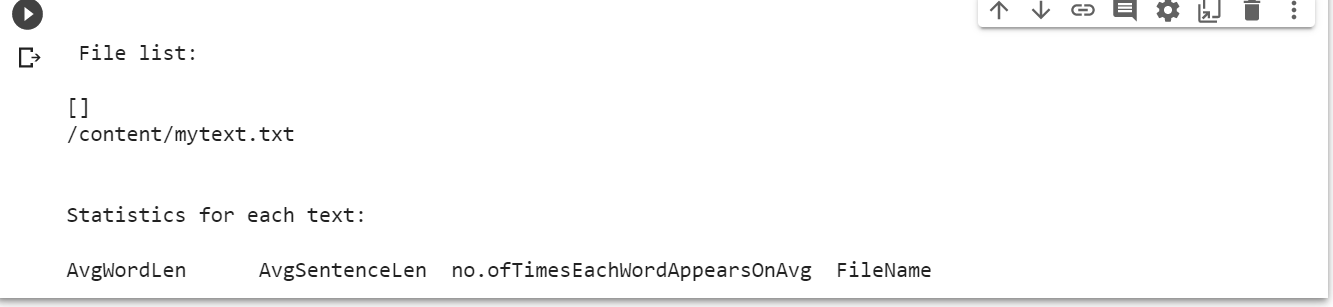 File list:
[]
/content/mytext.txt
Statistics for each text:
AvgWordLen AvgSentenceLen no.ofTimesEachWordAppearsOnAvg FileName